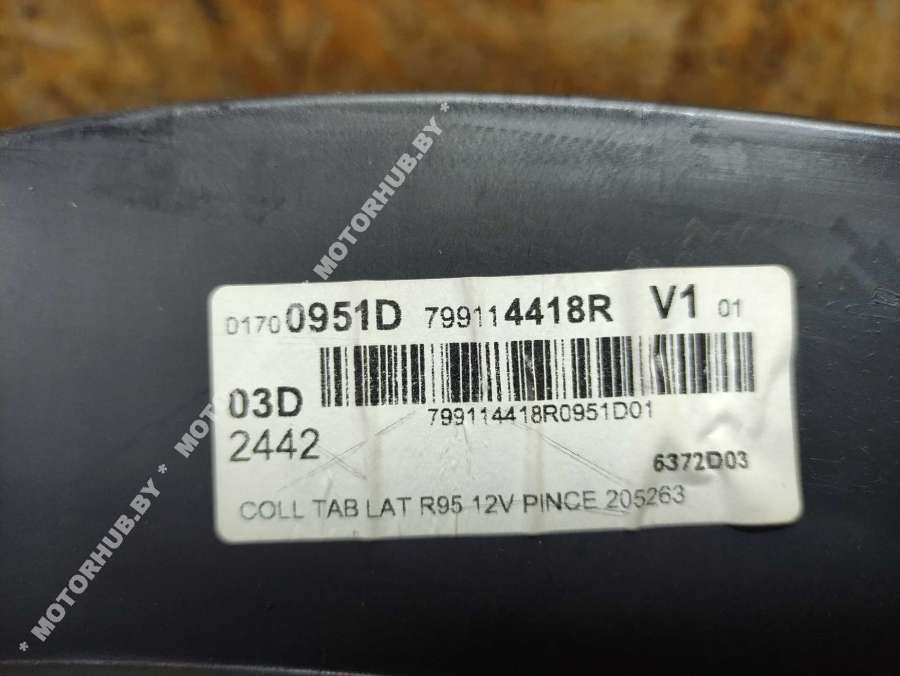 0170 0951D 799114418R V1 01
03D
799114418R0951D01
2442
6372D03
COLL TAB LAT R95 12V PINCE 205263
* MOTORHUB.BY * MOTORHUB.BY * MOTORHUB.BY *